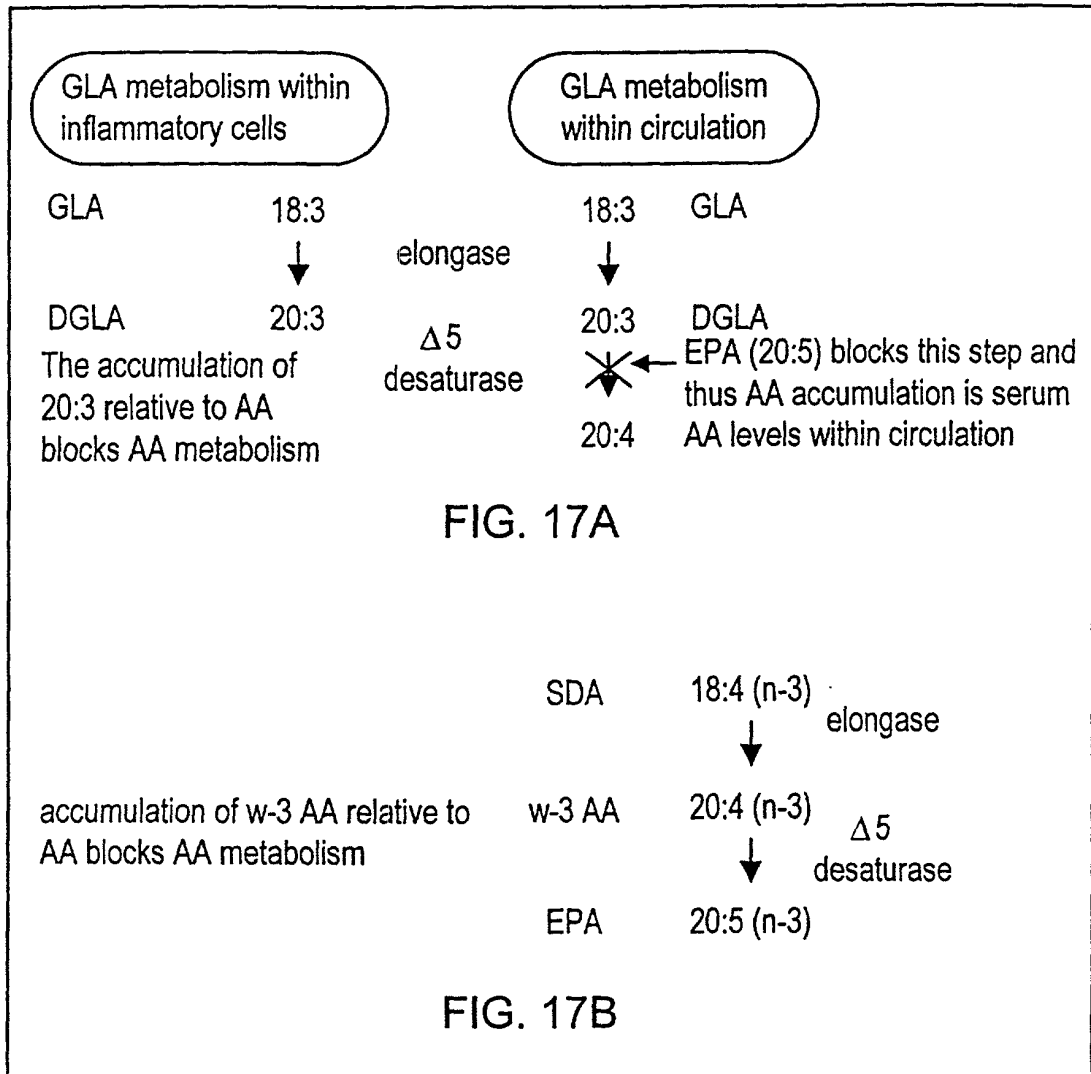 GLA metabolism within
inflammatory cells
GLA metabolism
within circulation
GLA 18:3
18:3 GLA
elongase
DGLA 20:3
20:3 DGLA
Δ5
desaturase
The accumulation of
20:3 relative to AA
blocks AA metabolism
EPA (20:5) blocks this step and
thus AA accumulation is serum
AA levels within circulation
20:4
FIG. 17A
SDA 18:4 (n-3)
elongase
accumulation of w-3 AA relative to
AA blocks AA metabolism
w-3 AA 20:4 (n-3)
Δ5
desaturase
EPA 20:5 (n-3)
FIG. 17B